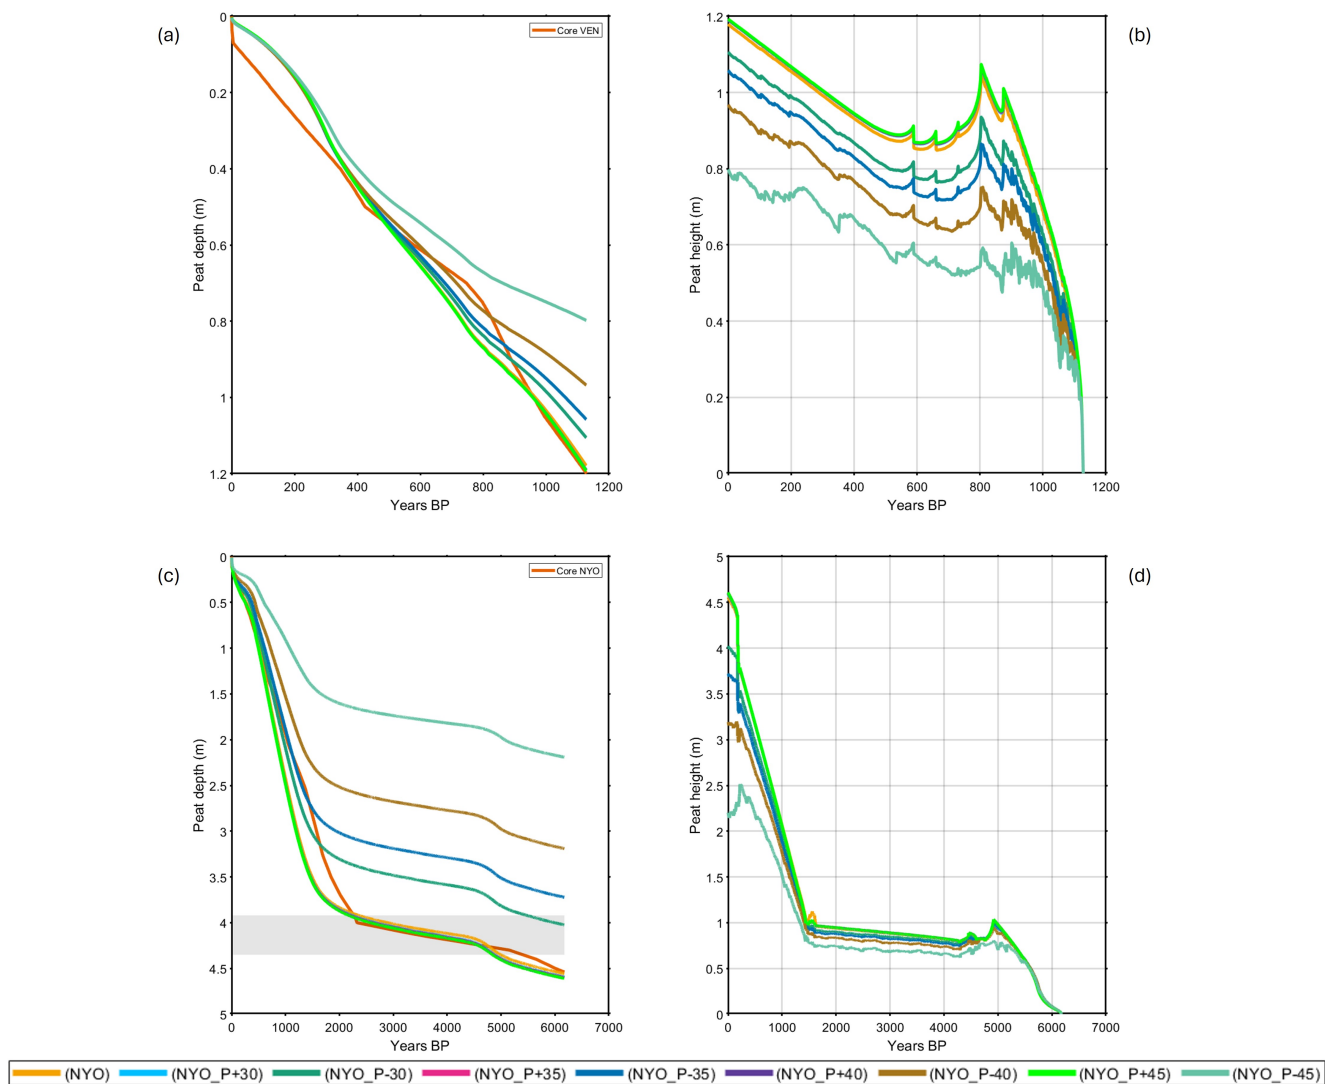 (a)
Core VEN
0
0.2
0.4
0.6
0.8
1
1.2
Peat depth (m)
0 200 400 600 800 1000 1200
Years BP
(b)
1.2
1
0.8
0.6
0.4
0.2
0
Peat height (m)
0 200 400 600 800 1000 1200
Years BP
(c)
Core NYO
0
0.5
1
1.5
2
2.5
3
3.5
4
4.5
5
Peat depth (m)
0 1000 2000 3000 4000 5000 6000 7000
Years BP
(d)
5
4.5
4
3.5
3
2.5
2
1.5
1
0.5
0
Peat height (m)
0 1000 2000 3000 4000 5000 6000 7000
Years BP
(NYO) (NYO_P+30) (NYO_P-30) (NYO_P+35) (NYO_P-35) (NYO_P+40) (NYO_P-40) (NYO_P+45) (NYO_P-45)